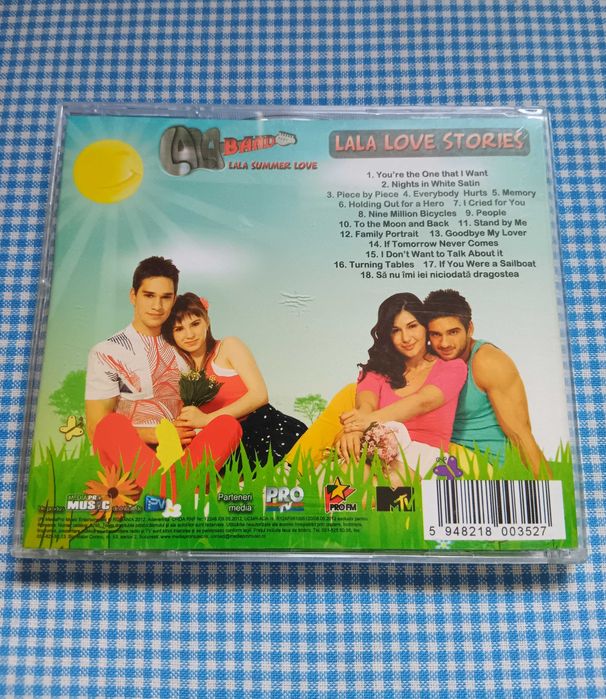 LALA BAND
LALA SUMMER LOVE
LALA LOVE STORIES
1. You're the One that I Want
2. Nights in White Satin
3. Piece by Piece 4. Everybody Hurts 5. Memory
6. Holding Out for a Hero 7. I Cried for You
8. Nine Million Bicycles 9. People
10. To the Moon and Back 11. Stand by Me
12. Family Portrait 13. Goodbye My Lover
14. If Tomorrow Never Comes
15. I Don't Want to Talk About it
16. Turning Tables 17. If You Were a Sailboat
18. Să nu îmi iei niciodată dragostea
MEDIA PRO MUSIC
Parteneri media
PRO TV
PRO FM
MTV
5 948218 003527